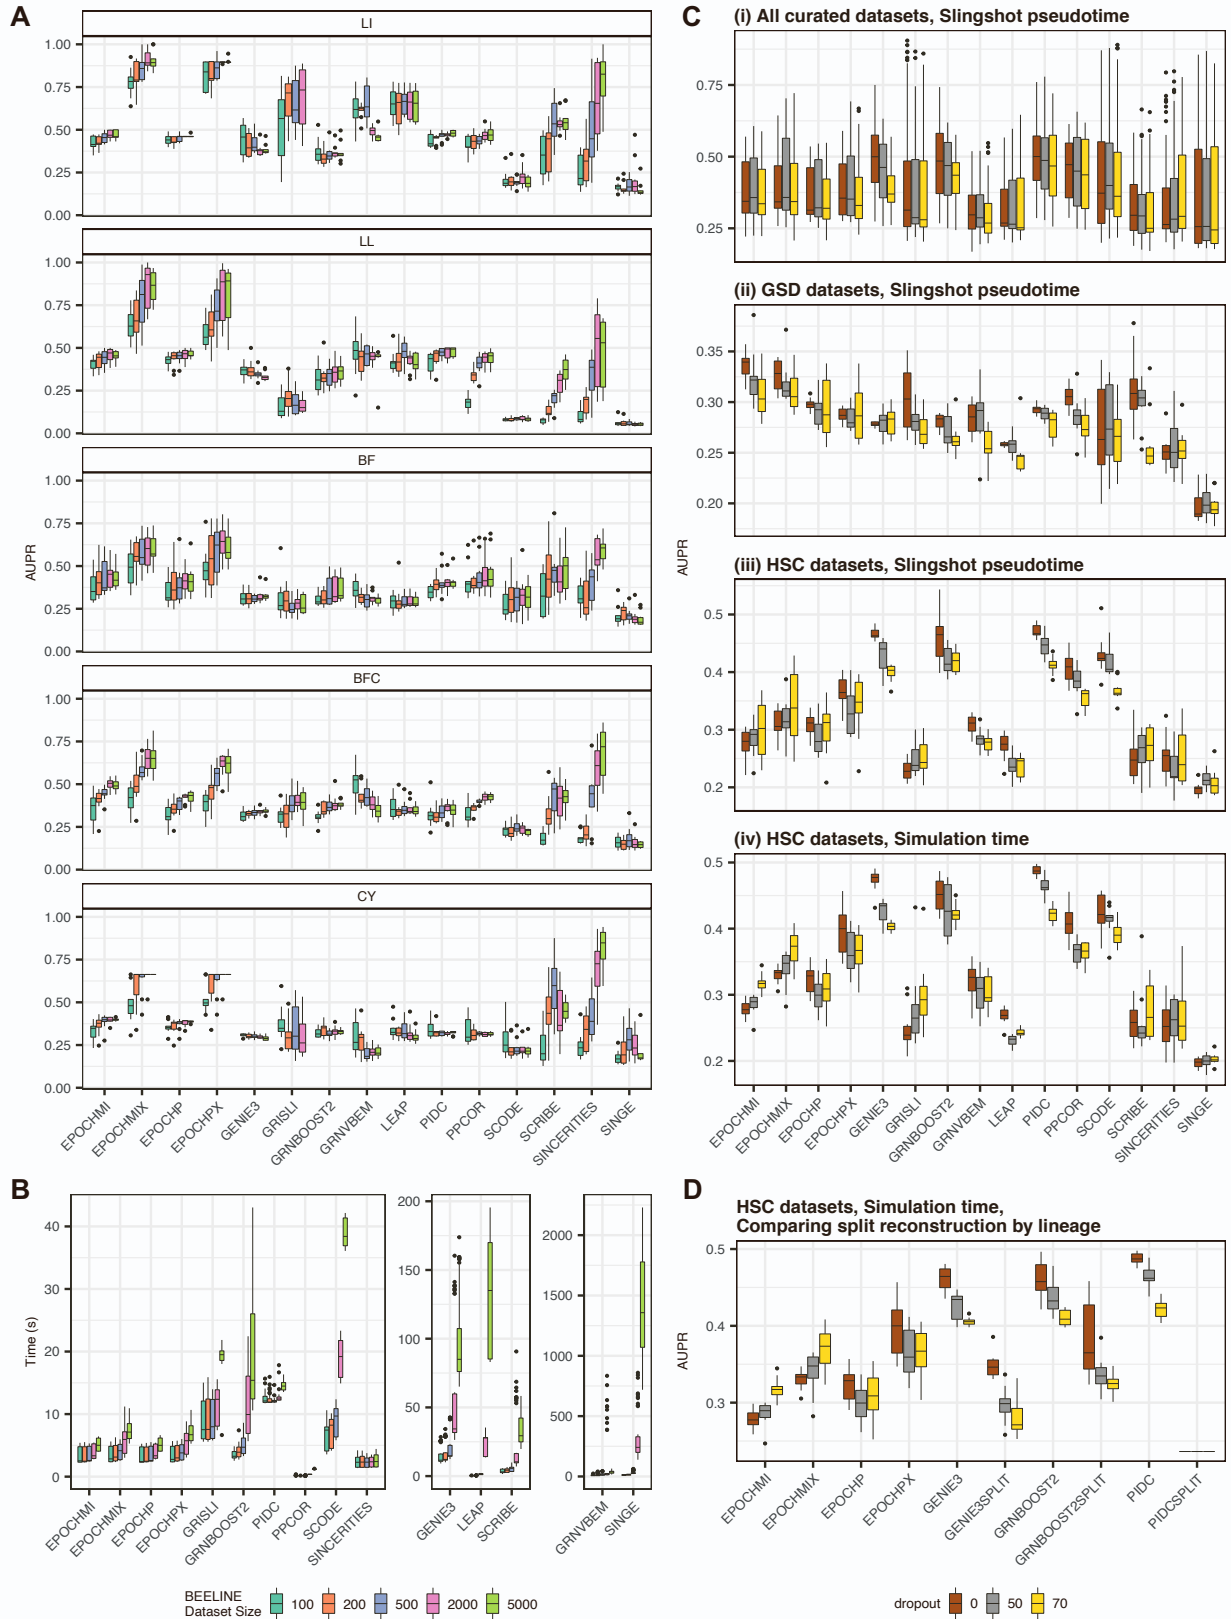 A
LI
1.00
0.75
0.50
0.25
0.00
LL
1.00
0.75
0.50
0.25
0.00
BF
1.00
0.75
0.50
0.25
0.00
AUPR
BFC
1.00
0.75
0.50
0.25
0.00
CY
1.00
0.75
0.50
0.25
0.00
EPOCHMI
EPOCHMIX
EPOCHP
EPOCHPX
GENIE3
GRISLI
GRNBOOST2
GRNVBEM
LEAP
PIDC
PPCOR
SCODE
SCRIBE
SINCERITIES
SINGE
B
Time (s)
40
30
20
10
0
EPOCHMI
EPOCHMIX
EPOCHP
EPOCHPX
GRISLI
GRNBOOST2
PIDC
PPCOR
SCODE
SINCERITIES
200
150
100
50
0
GENIE3
LEAP
SCRIBE
2000
1500
1000
500
0
GRNVBEM
SINGE
BEELINE
Dataset Size
100
200
500
2000
5000
C
(i) All curated datasets, Slingshot pseudotime
0.75
0.50
0.25
(ii) GSD datasets, Slingshot pseudotime
0.35
0.30
0.25
0.20
AUPR
(iii) HSC datasets, Slingshot pseudotime
0.5
0.4
0.3
0.2
(iv) HSC datasets, Simulation time
0.5
0.4
0.3
0.2
EPOCHMI
EPOCHMIX
EPOCHP
EPOCHPX
GENIE3
GRISLI
GRNBOOST2
GRNVBEM
LEAP
PIDC
PPCOR
SCODE
SCRIBE
SINCERITIES
SINGE
D
HSC datasets, Simulation time,
Comparing split reconstruction by lineage
AUPR
0.5
0.4
0.3
EPOCHMI
EPOCHMIX
EPOCHP
EPOCHPX
GENIE3
GENIE3SPLIT
GRNBOOST2
GRNBOOST2SPLIT
PIDC
PIDCSPLIT
dropout
0
50
70